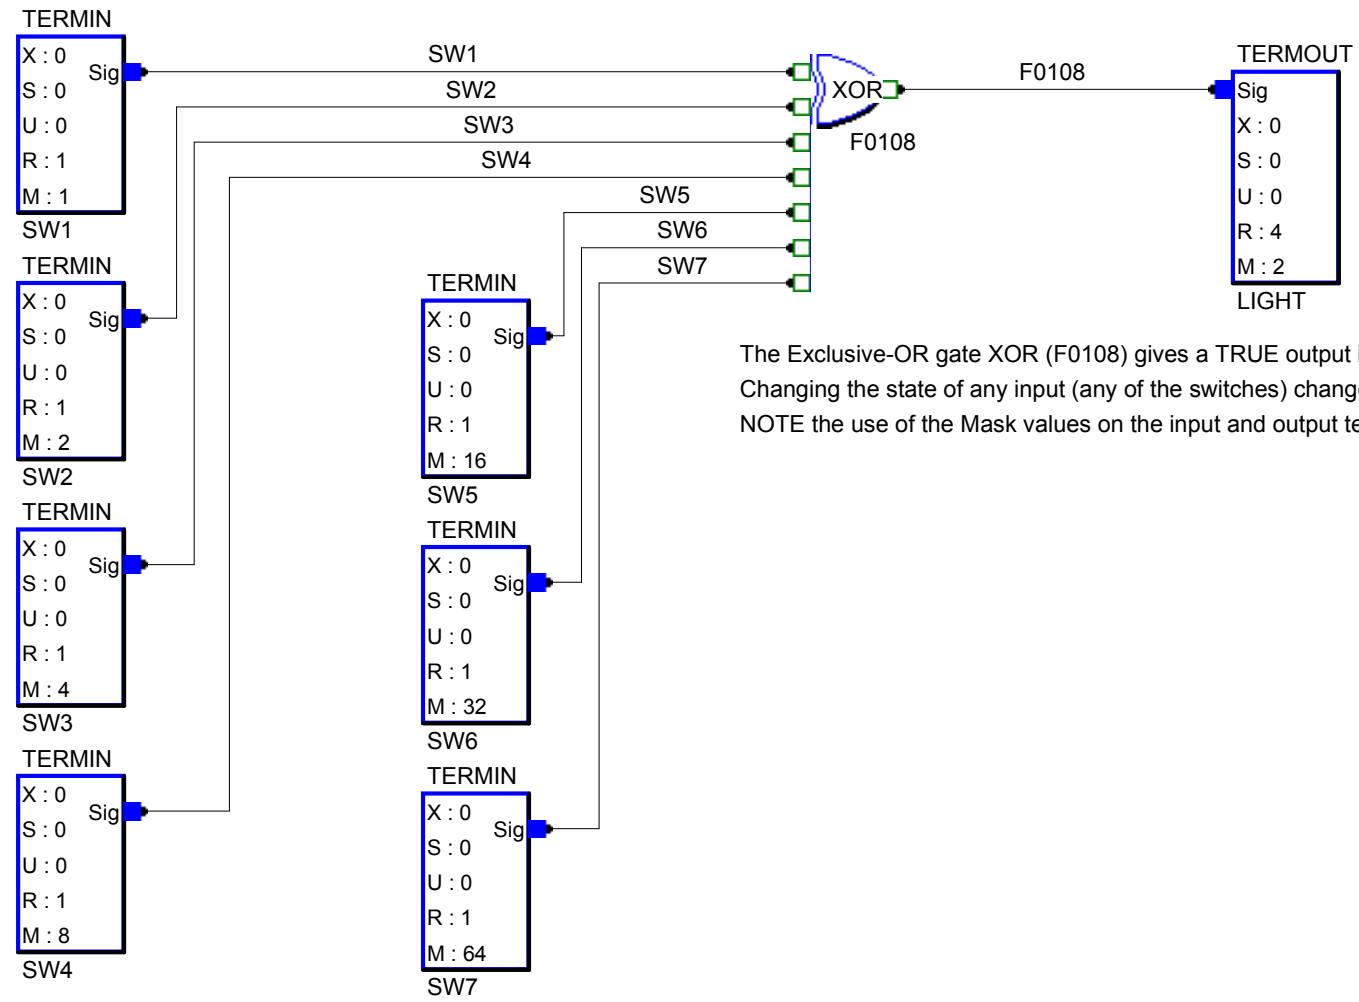 TERMIN
X : 0
Sig
S : 0
U : 0
R : 1
M : 1
SW1
TERMIN
X : 0
Sig
S : 0
U : 0
R : 1
M : 2
SW2
TERMIN
X : 0
Sig
S : 0
U : 0
R : 1
M : 4
SW3
TERMIN
X : 0
Sig
S : 0
U : 0
R : 1
M : 8
SW4
TERMIN
X : 0
Sig
S : 0
U : 0
R : 1
M : 16
SW5
TERMIN
X : 0
Sig
S : 0
U : 0
R : 1
M : 32
SW6
TERMIN
X : 0
Sig
S : 0
U : 0
R : 1
M : 64
SW7
SW1
SW2
SW3
SW4
SW5
SW6
SW7
XOR
F0108
F0108
TERMOUT
Sig
X : 0
S : 0
U : 0
R : 4
M : 2
LIGHT
The Exclusive-OR gate XOR (F0108) gives a TRUE output
Changing the state of any input (any of the switches)
NOTE the use of the Mask values on the input and output